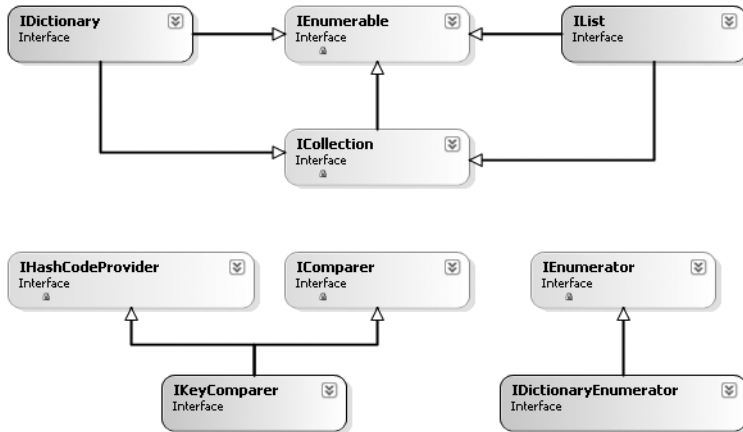 IDictionary
Interface
IEnumerable
Interface
IList
Interface
ICollection
Interface
IHashCodeProvider
Interface
IComparer
Interface
IEnumerator
Interface
IKeyComparer
Interface
IDictionaryEnumerator
Interface